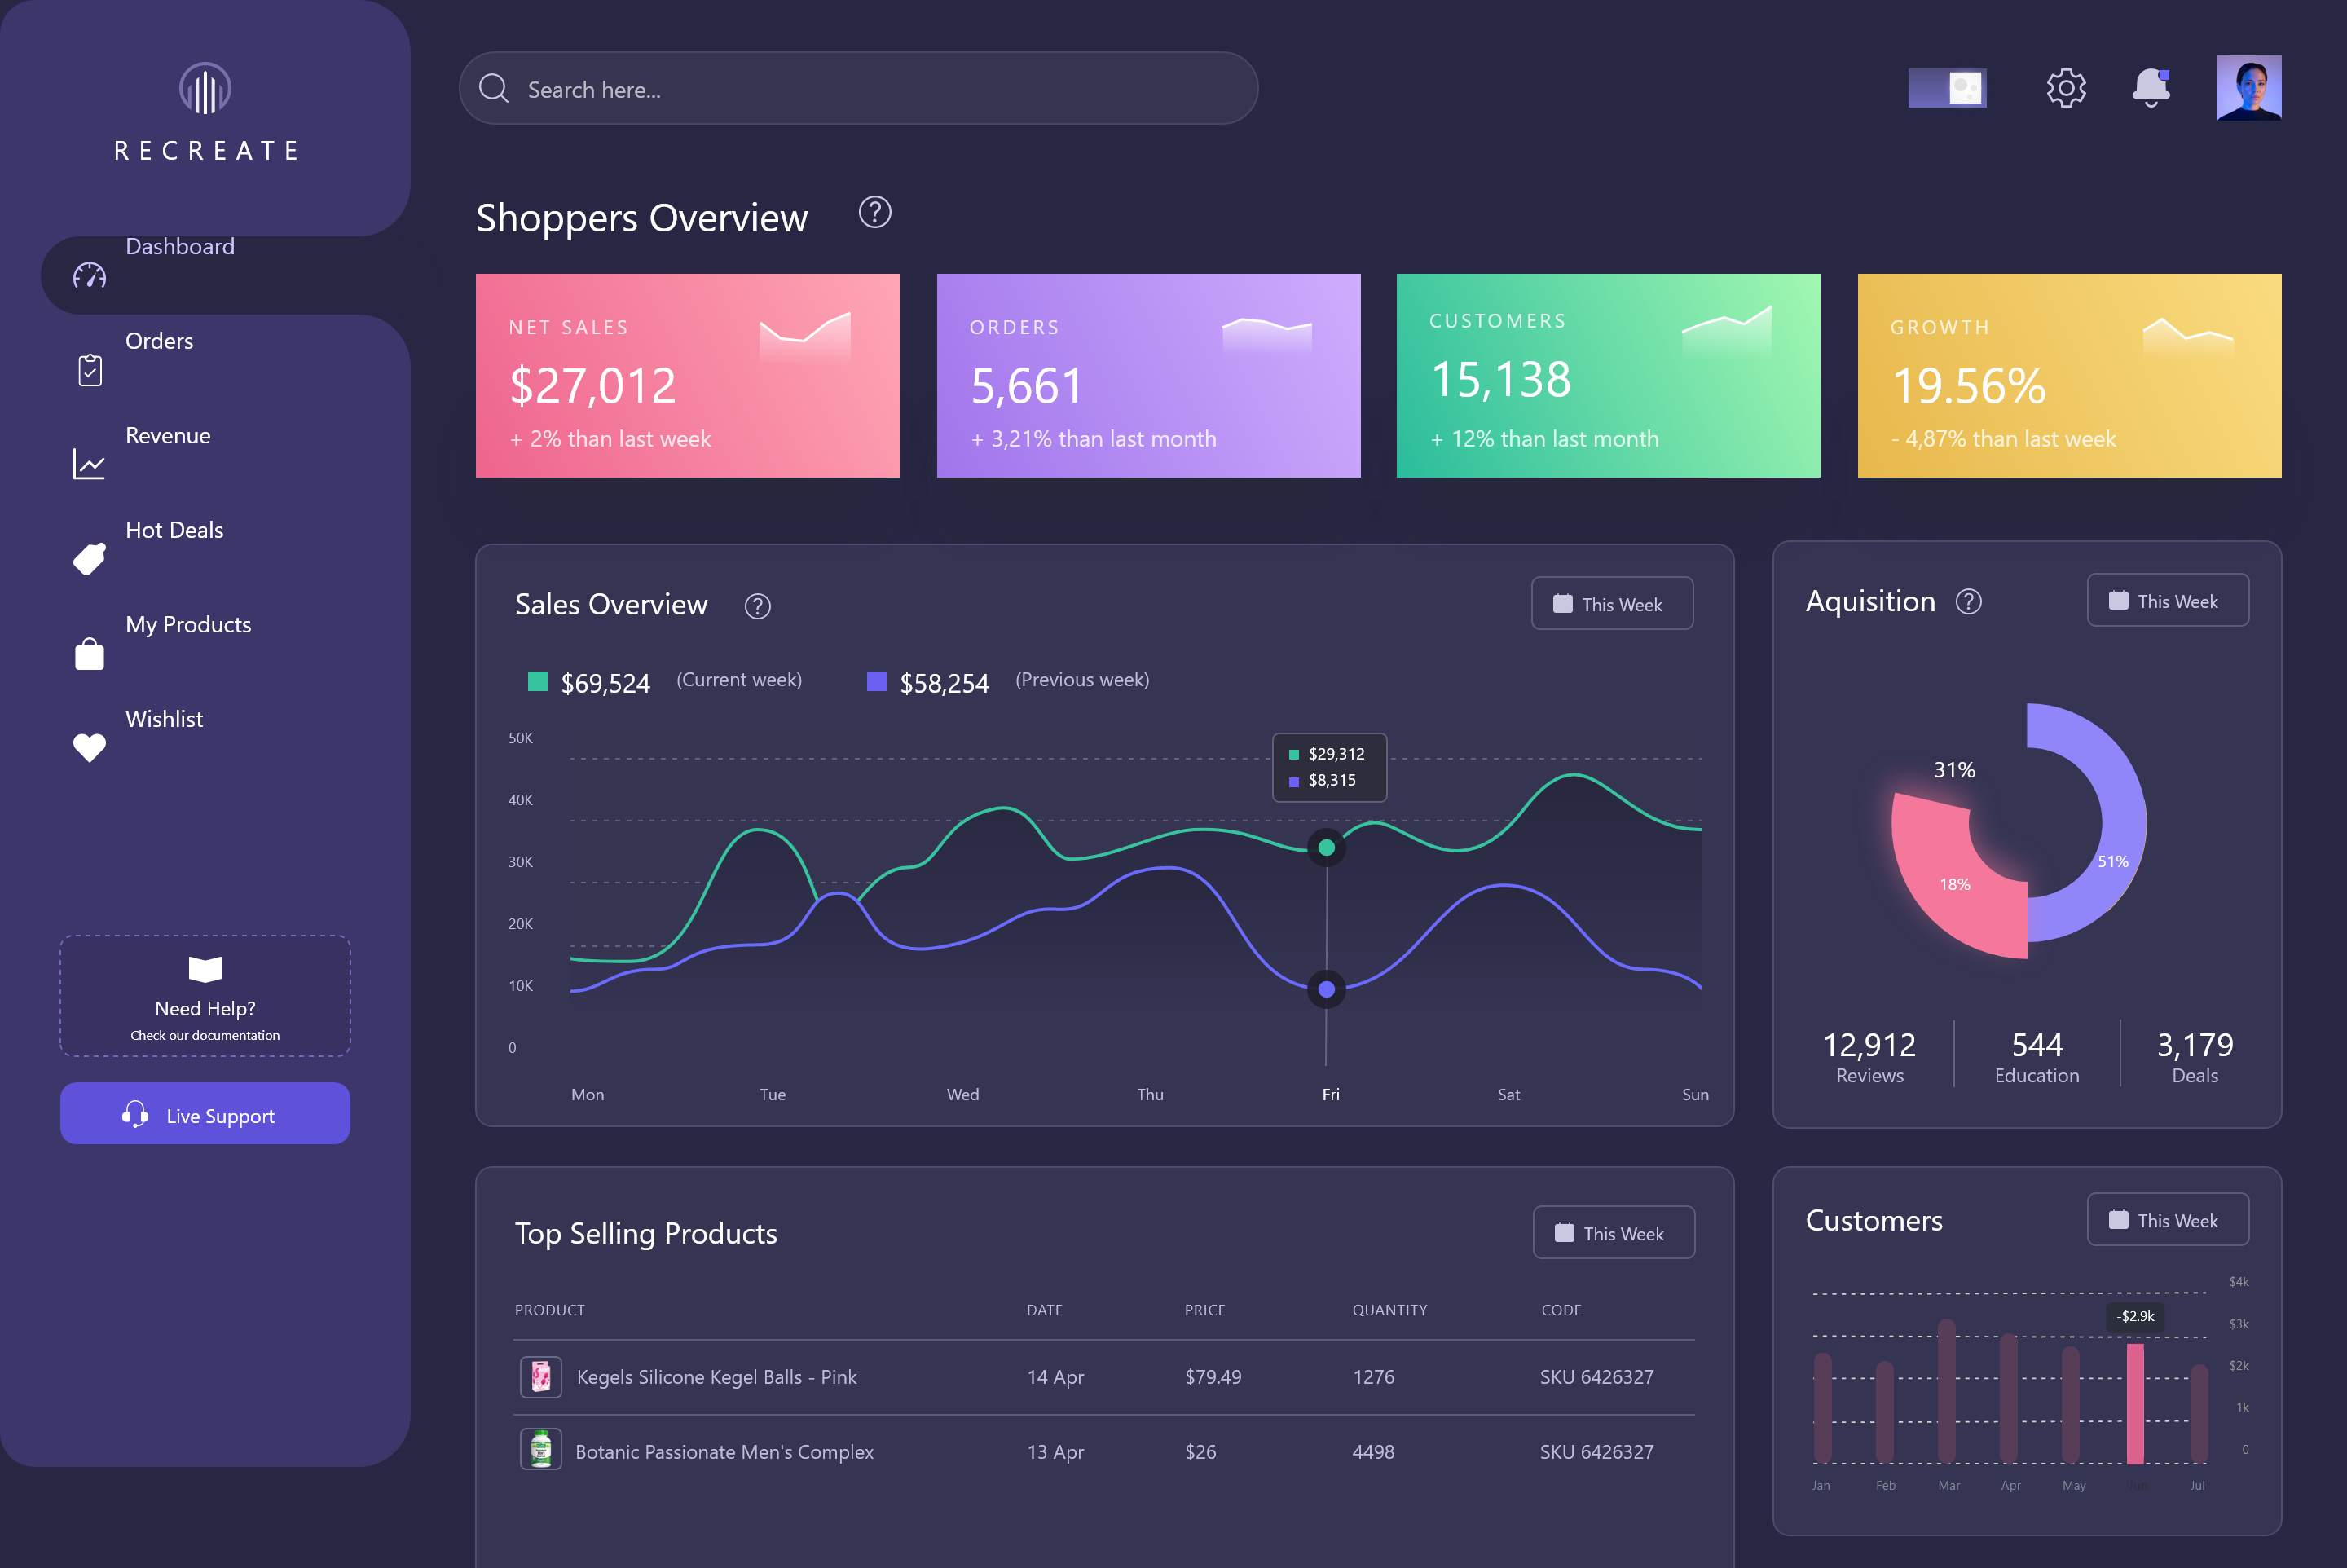 RECREATE
Dashboard
Orders
Revenue
Hot Deals
My Products
Wishlist
Need Help?
Check our documentation
Live Support
Search here...
Shoppers Overview
NET SALES
$27,012
+ 2% than last week
ORDERS
5,661
+ 3,21% than last month
CUSTOMERS
15,138
+ 12% than last month
GROWTH
19.56%
- 4,87% than last week
Sales Overview
This Week
$69,524 (Current week)
$58,254 (Previous week)
50K
40K
30K
20K
10K
0
$29,312
$8,315
Mon Tue Wed Thu Fri Sat Sun
Aquisition
This Week
31%
51%
18%
12,912
Reviews
544
Education
3,179
Deals
Top Selling Products
This Week
PRODUCT DATE PRICE QUANTITY CODE
Kegels Silicone Kegel Balls - Pink 14 Apr $79.49 1276 SKU 6426327
Botanic Passionate Men's Complex 13 Apr $26 4498 SKU 6426327
Customers
This Week
$4k
$3k
$2k
1k
0
-$2.9k
Jan Feb Mar Apr May Jun Jul